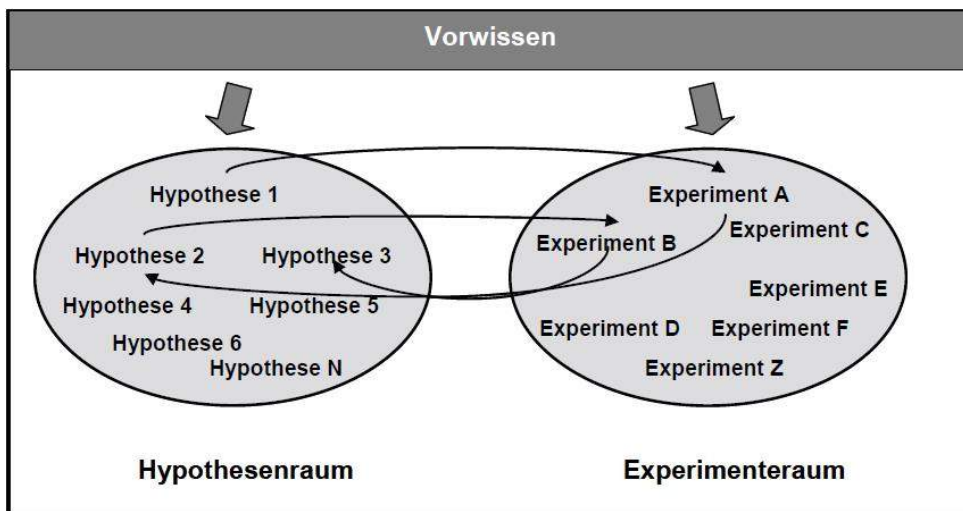 Vorwissen
Hypothese 1
Hypothese 2
Hypothese 3
Hypothese 4
Hypothese 5
Hypothese 6
Hypothese N
Hypothesenraum
Experiment A
Experiment C
Experiment B
Experiment E
Experiment D
Experiment F
Experiment Z
Experimenteraum